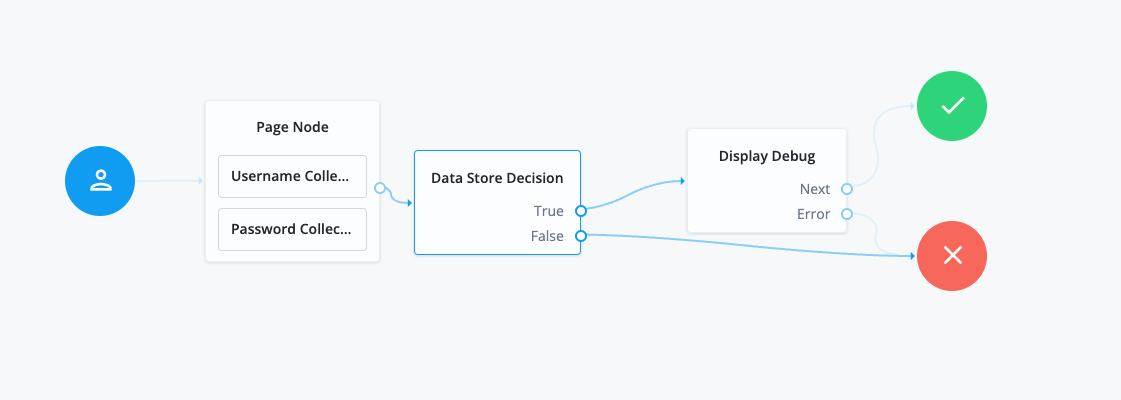 Page Node
Username Colle...
Password Collec...
Data Store Decision
True
False
Display Debug
Next
Error